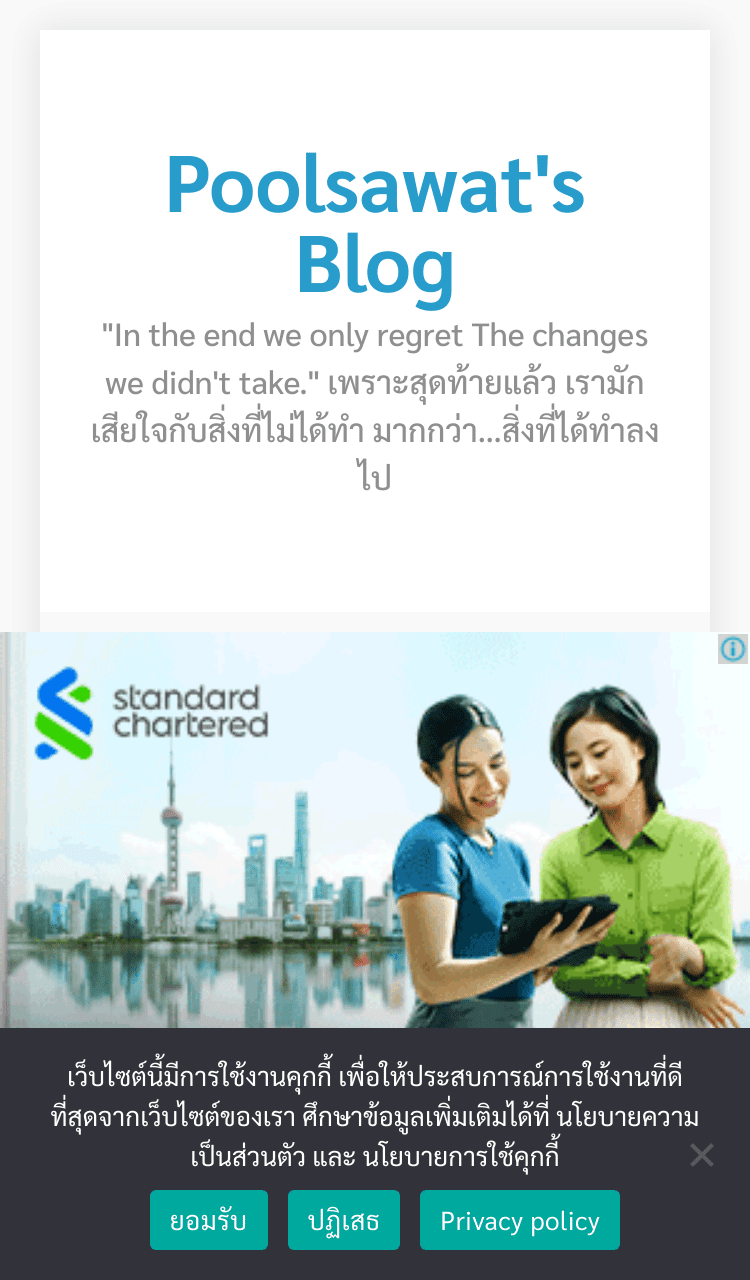 Poolsawat's
Blog
"In the end we only regret The changes
we didn't take." เพราะสุดท้ายแล้ว เรามัก
เสียใจกับสิ่งที่ไม่ได้ทำ มากกว่า...สิ่งที่ได้ทำลง
ไป
standard
chartered
เว็บไซต์นี้มีการใช้งานคุกกี้ เพื่อให้ประสบการณ์การใช้งานที่ดี
ที่สุดจากเว็บไซต์ของเรา ศึกษาข้อมูลเพิ่มเติมได้ที่ นโยบายความ
เป็นส่วนตัว และ นโยบายการใช้คุกกี้
ยอมรับ ปฏิเสธ Privacy policy